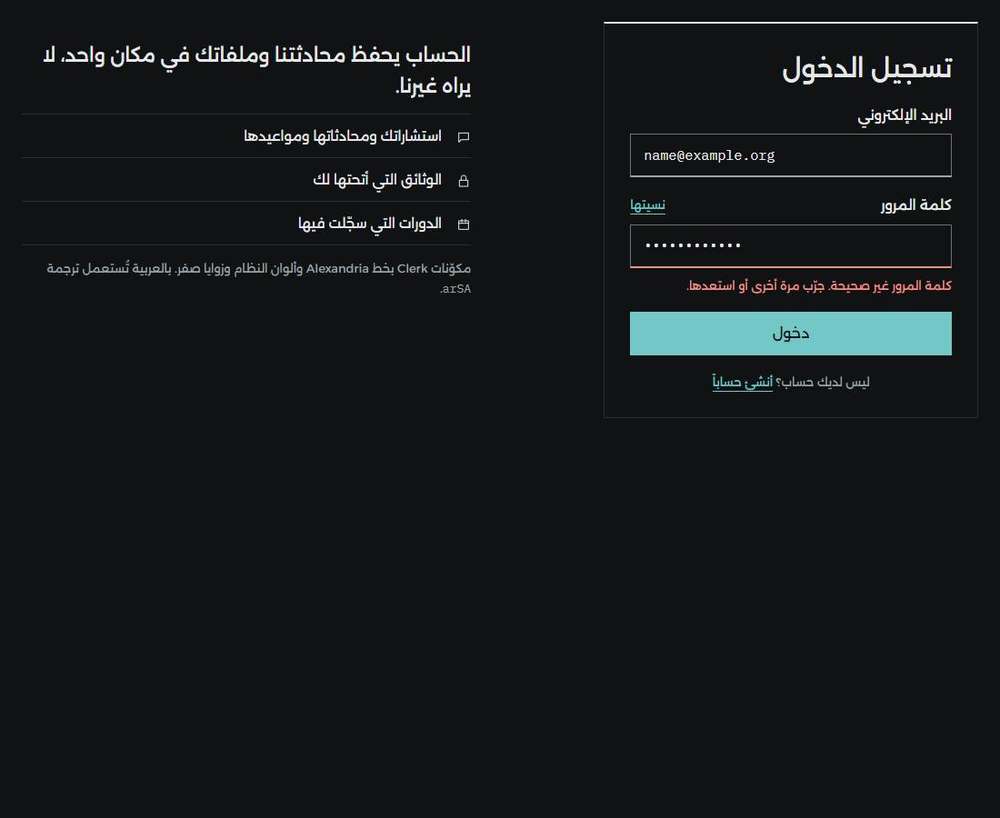 تسجيل الدخول
البريد الإلكتروني
name@example.org
كلمة المرور
نسيتها
••••••••••••
كلمة المرور غير صحيحة. جرّب مرة أخرى أو استعدها.
دخول
ليس لديك حساب؟ أنشئ حساباً
الحساب يحفظ محادثتنا وملفاتك في مكان واحد، لا
يراه غيرنا.
استشاراتك ومحادثاتها ومواعيدها
الوثائق التي أتحتها لك
الدورات التي سجّلت فيها
مكوّنات Clerk بخط Alexandria وألوان النظام وزوايا صفر. بالعربية تُستعمل ترجمة
arSA.